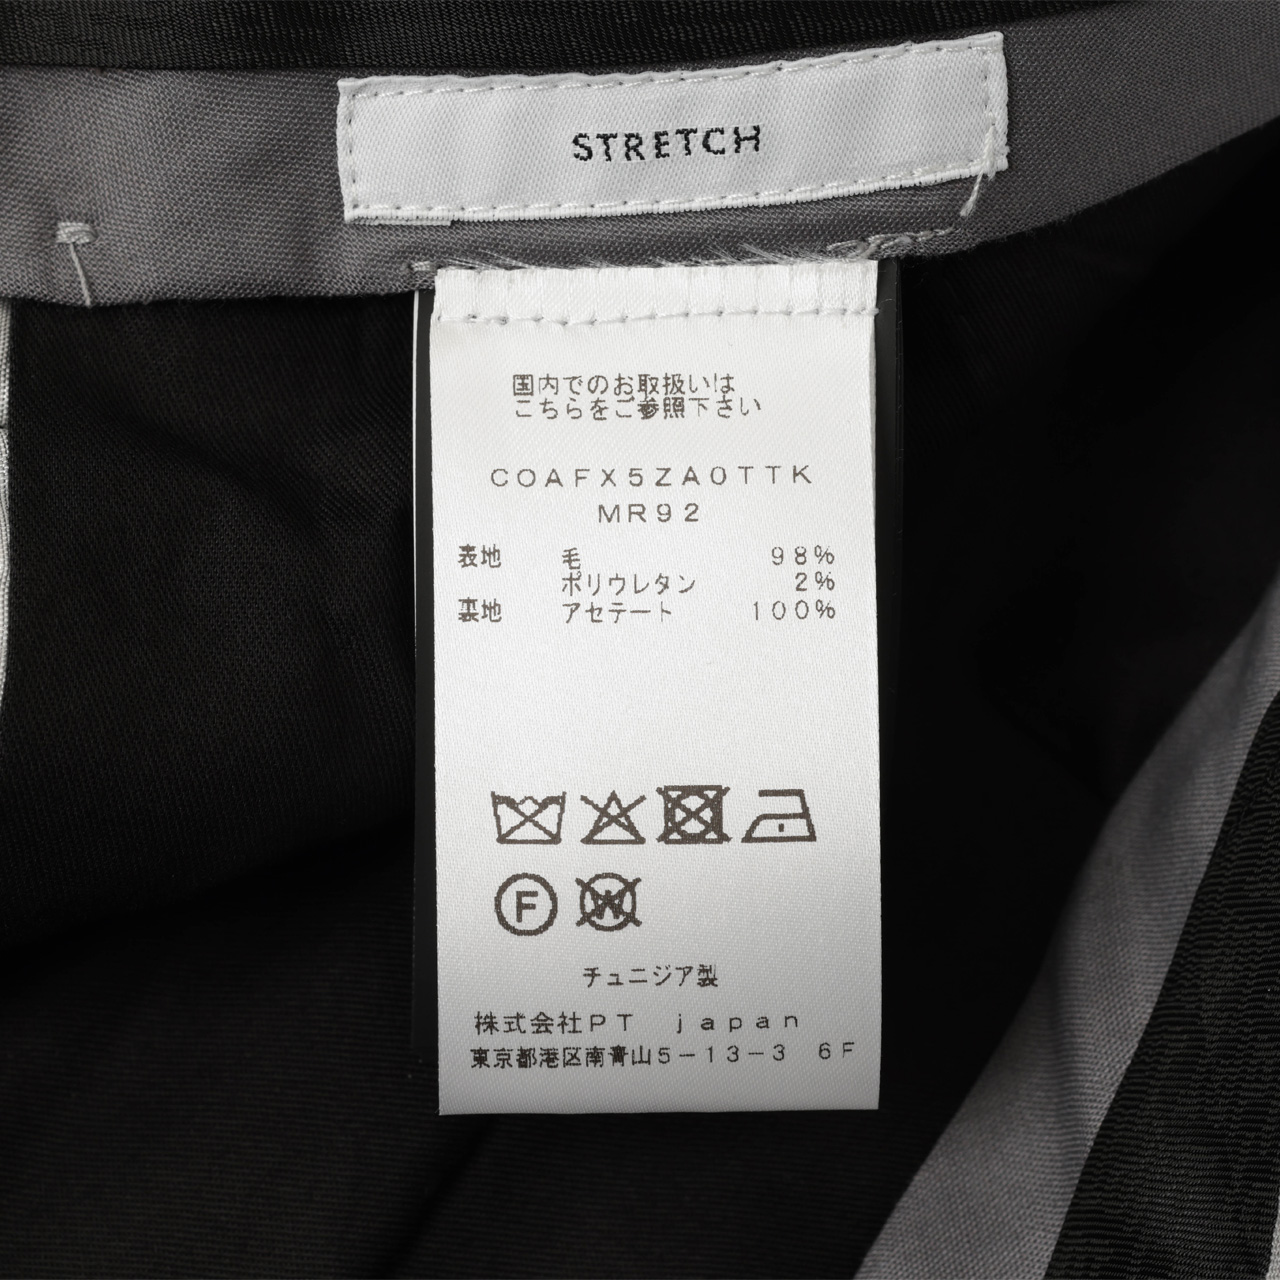 STRETCH
国内でのお取扱いは
こちらをご参照下さい
COAFX5ZA0TTK
MR92
表地 毛 98%
ポリウレタン 2%
裏地 アセテート 100%
F W
チュニジア製
株式会社PT japan
東京都港区南青山5-13-3 6F